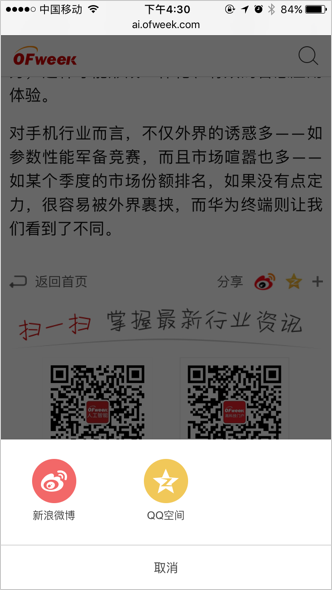 中国移动
下午4:30
84%
ai.ofweek.com
OFweek
体验。
对手机行业而言，不仅外界的诱惑多——如
参数性能军备竞赛，而且市场喧嚣也多——
如某个季度的市场份额排名，如果没有点定
力，很容易被外界裹挟，而华为终端则让我
们看到了不同。
返回首页
分享
扫一扫 掌握最新行业资讯
OFweek
OFweek
新浪微博
QQ空间
取消